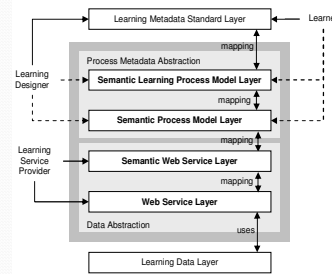 Learning Metadata Standard Layer
Learne
mapping
Process Metadata Abstraction
Learning
Designer
Semantic Learning Process Model Layer
mapping
Semantic Process Model Layer
mapping
Learning
Service
Provider
Semantic Web Service Layer
mapping
Web Service Layer
Data Abstraction
uses
Learning Data Layer